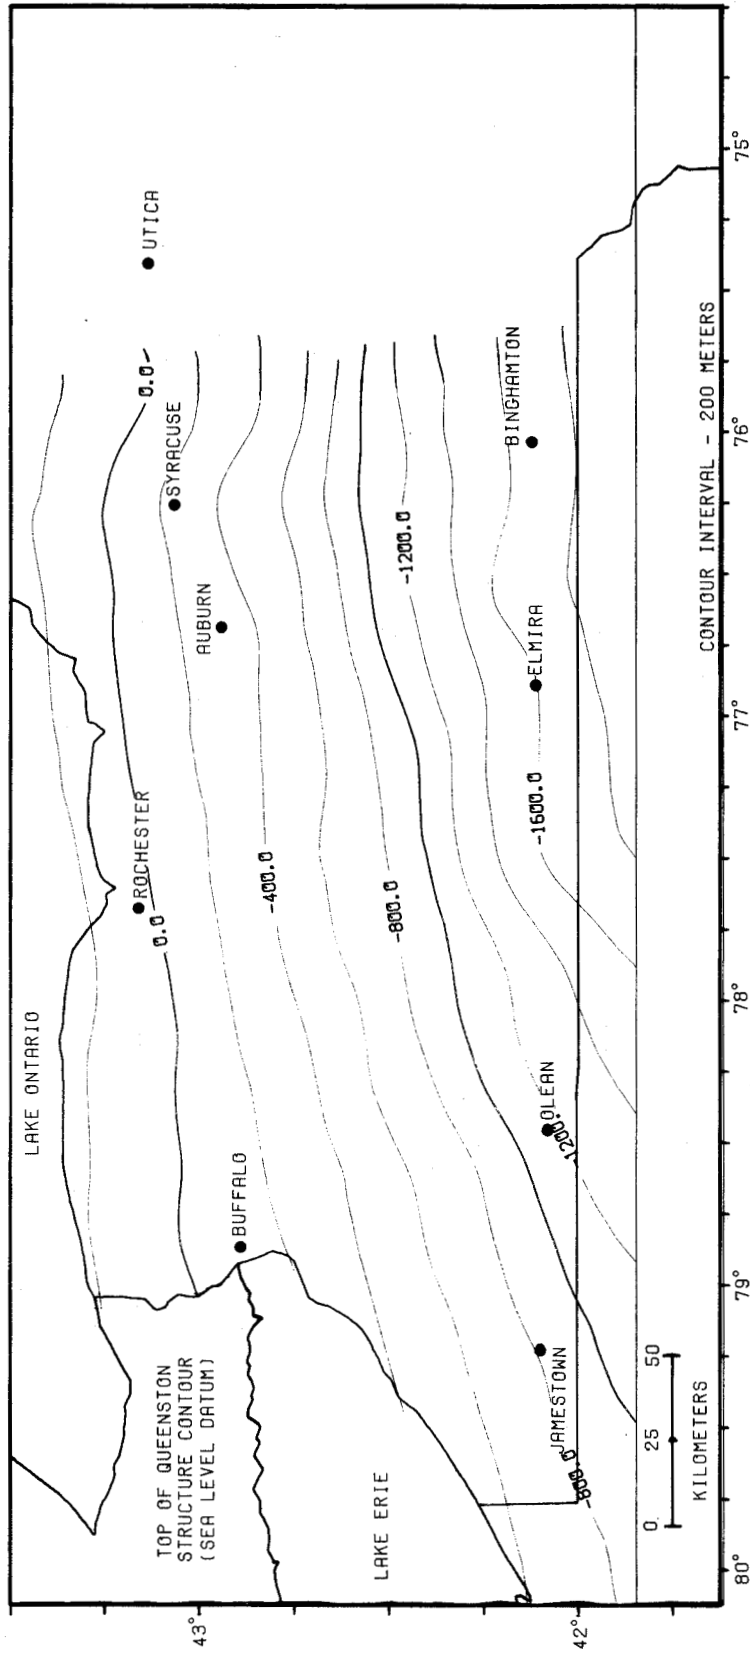 LAKE ONTARIO
TOP OF QUEENSTON
STRUCTURE CONTOUR
(SEA LEVEL DATUM)
LAKE ERIE
BUFFALO
ROCHESTER
AUBURN
SYRACUSE
UTICA
JAMESTOWN
OLEAN
ELMIRA
BINGHAMTON
0.0
0.0
-400.0
-800.0
-1200.0
-1600.0
-800.0
-1200.
43°
42°
80°
79°
78°
77°
76°
75°
0 25 50
KILOMETERS
CONTOUR INTERVAL - 200 METERS